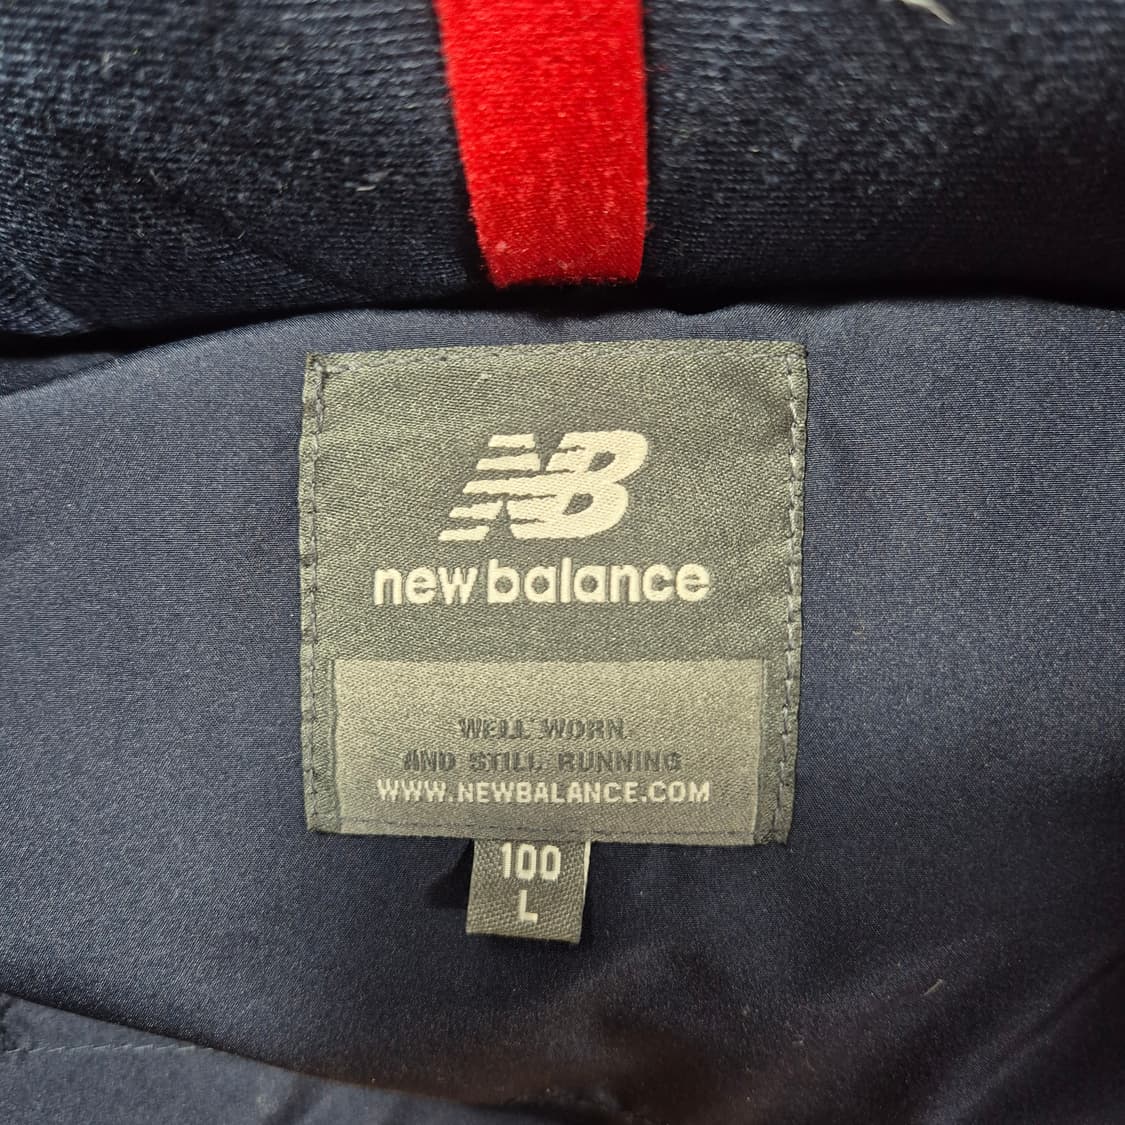 NB
new balance
WELL WORN.
AND STILL RUNNING
WWW.NEWBALANCE.COM
100
L